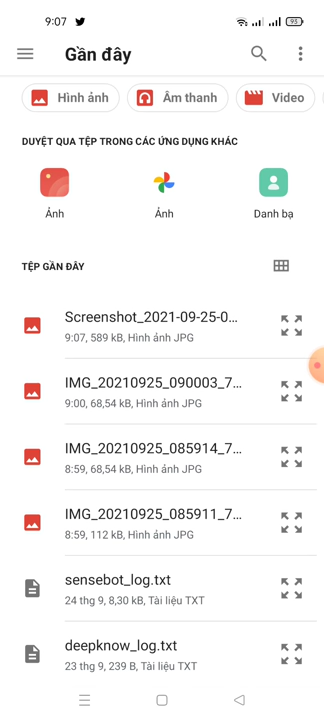 9:07
93
Gần đây
Hình ảnh
Âm thanh
Video
DUYỆT QUA TỆP TRONG CÁC ỨNG DỤNG KHÁC
Ảnh
Ảnh
Danh bạ
TỆP GẦN ĐÂY
Screenshot_2021-09-25-0...
9:07, 589 kB, Hình ảnh JPG
IMG_20210925_090003_7...
9:00, 68,54 kB, Hình ảnh JPG
IMG_20210925_085914_7...
8:59, 68,54 kB, Hình ảnh JPG
IMG_20210925_085911_7...
8:59, 112 kB, Hình ảnh JPG
sensebot_log.txt
24 thg 9, 8,30 kB, Tài liệu TXT
deepknow_log.txt
23 thg 9, 239 B, Tài liệu TXT